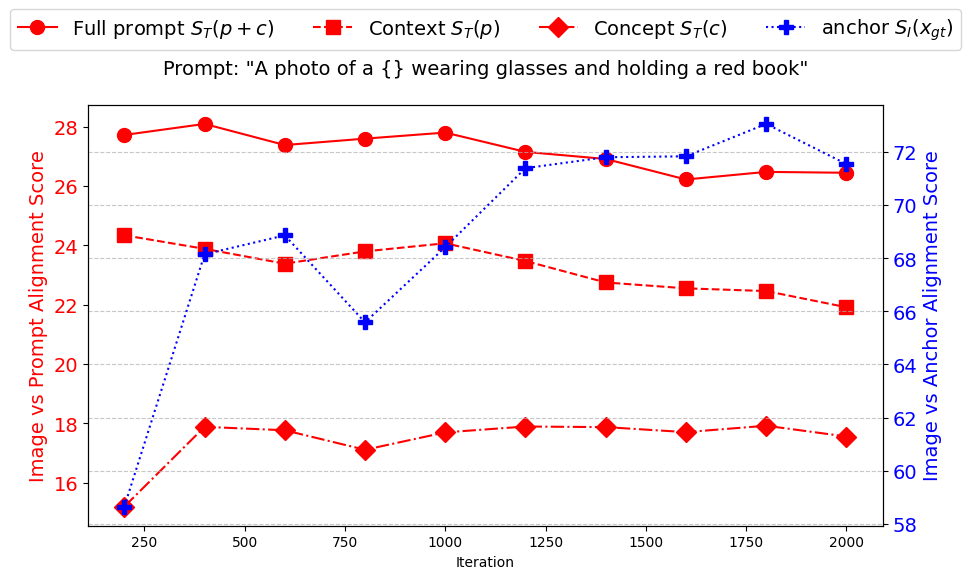 Full prompt $S_T(p+c)$ Context $S_T(p)$ Concept $S_T(c)$ anchor $S_I(x_{gt})$
Prompt: "A photo of a {} wearing glasses and holding a red book"
Image vs Prompt Alignment Score
28
26
24
22
20
18
16
72
70
68
66
64
62
60
58
Image vs Anchor Alignment Score
250 500 750 1000 1250 1500 1750 2000
Iteration